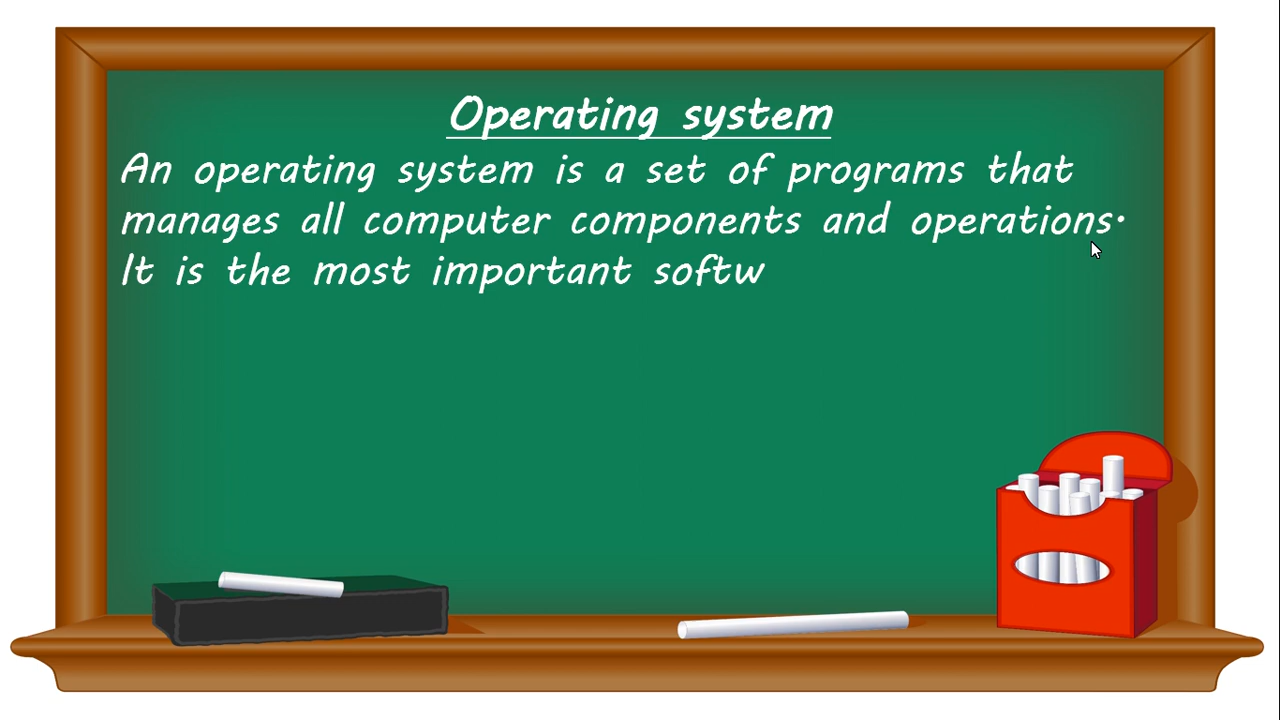 Operating system
An operating system is a set of programs that
manages all computer components and operations.
It is the most important softw